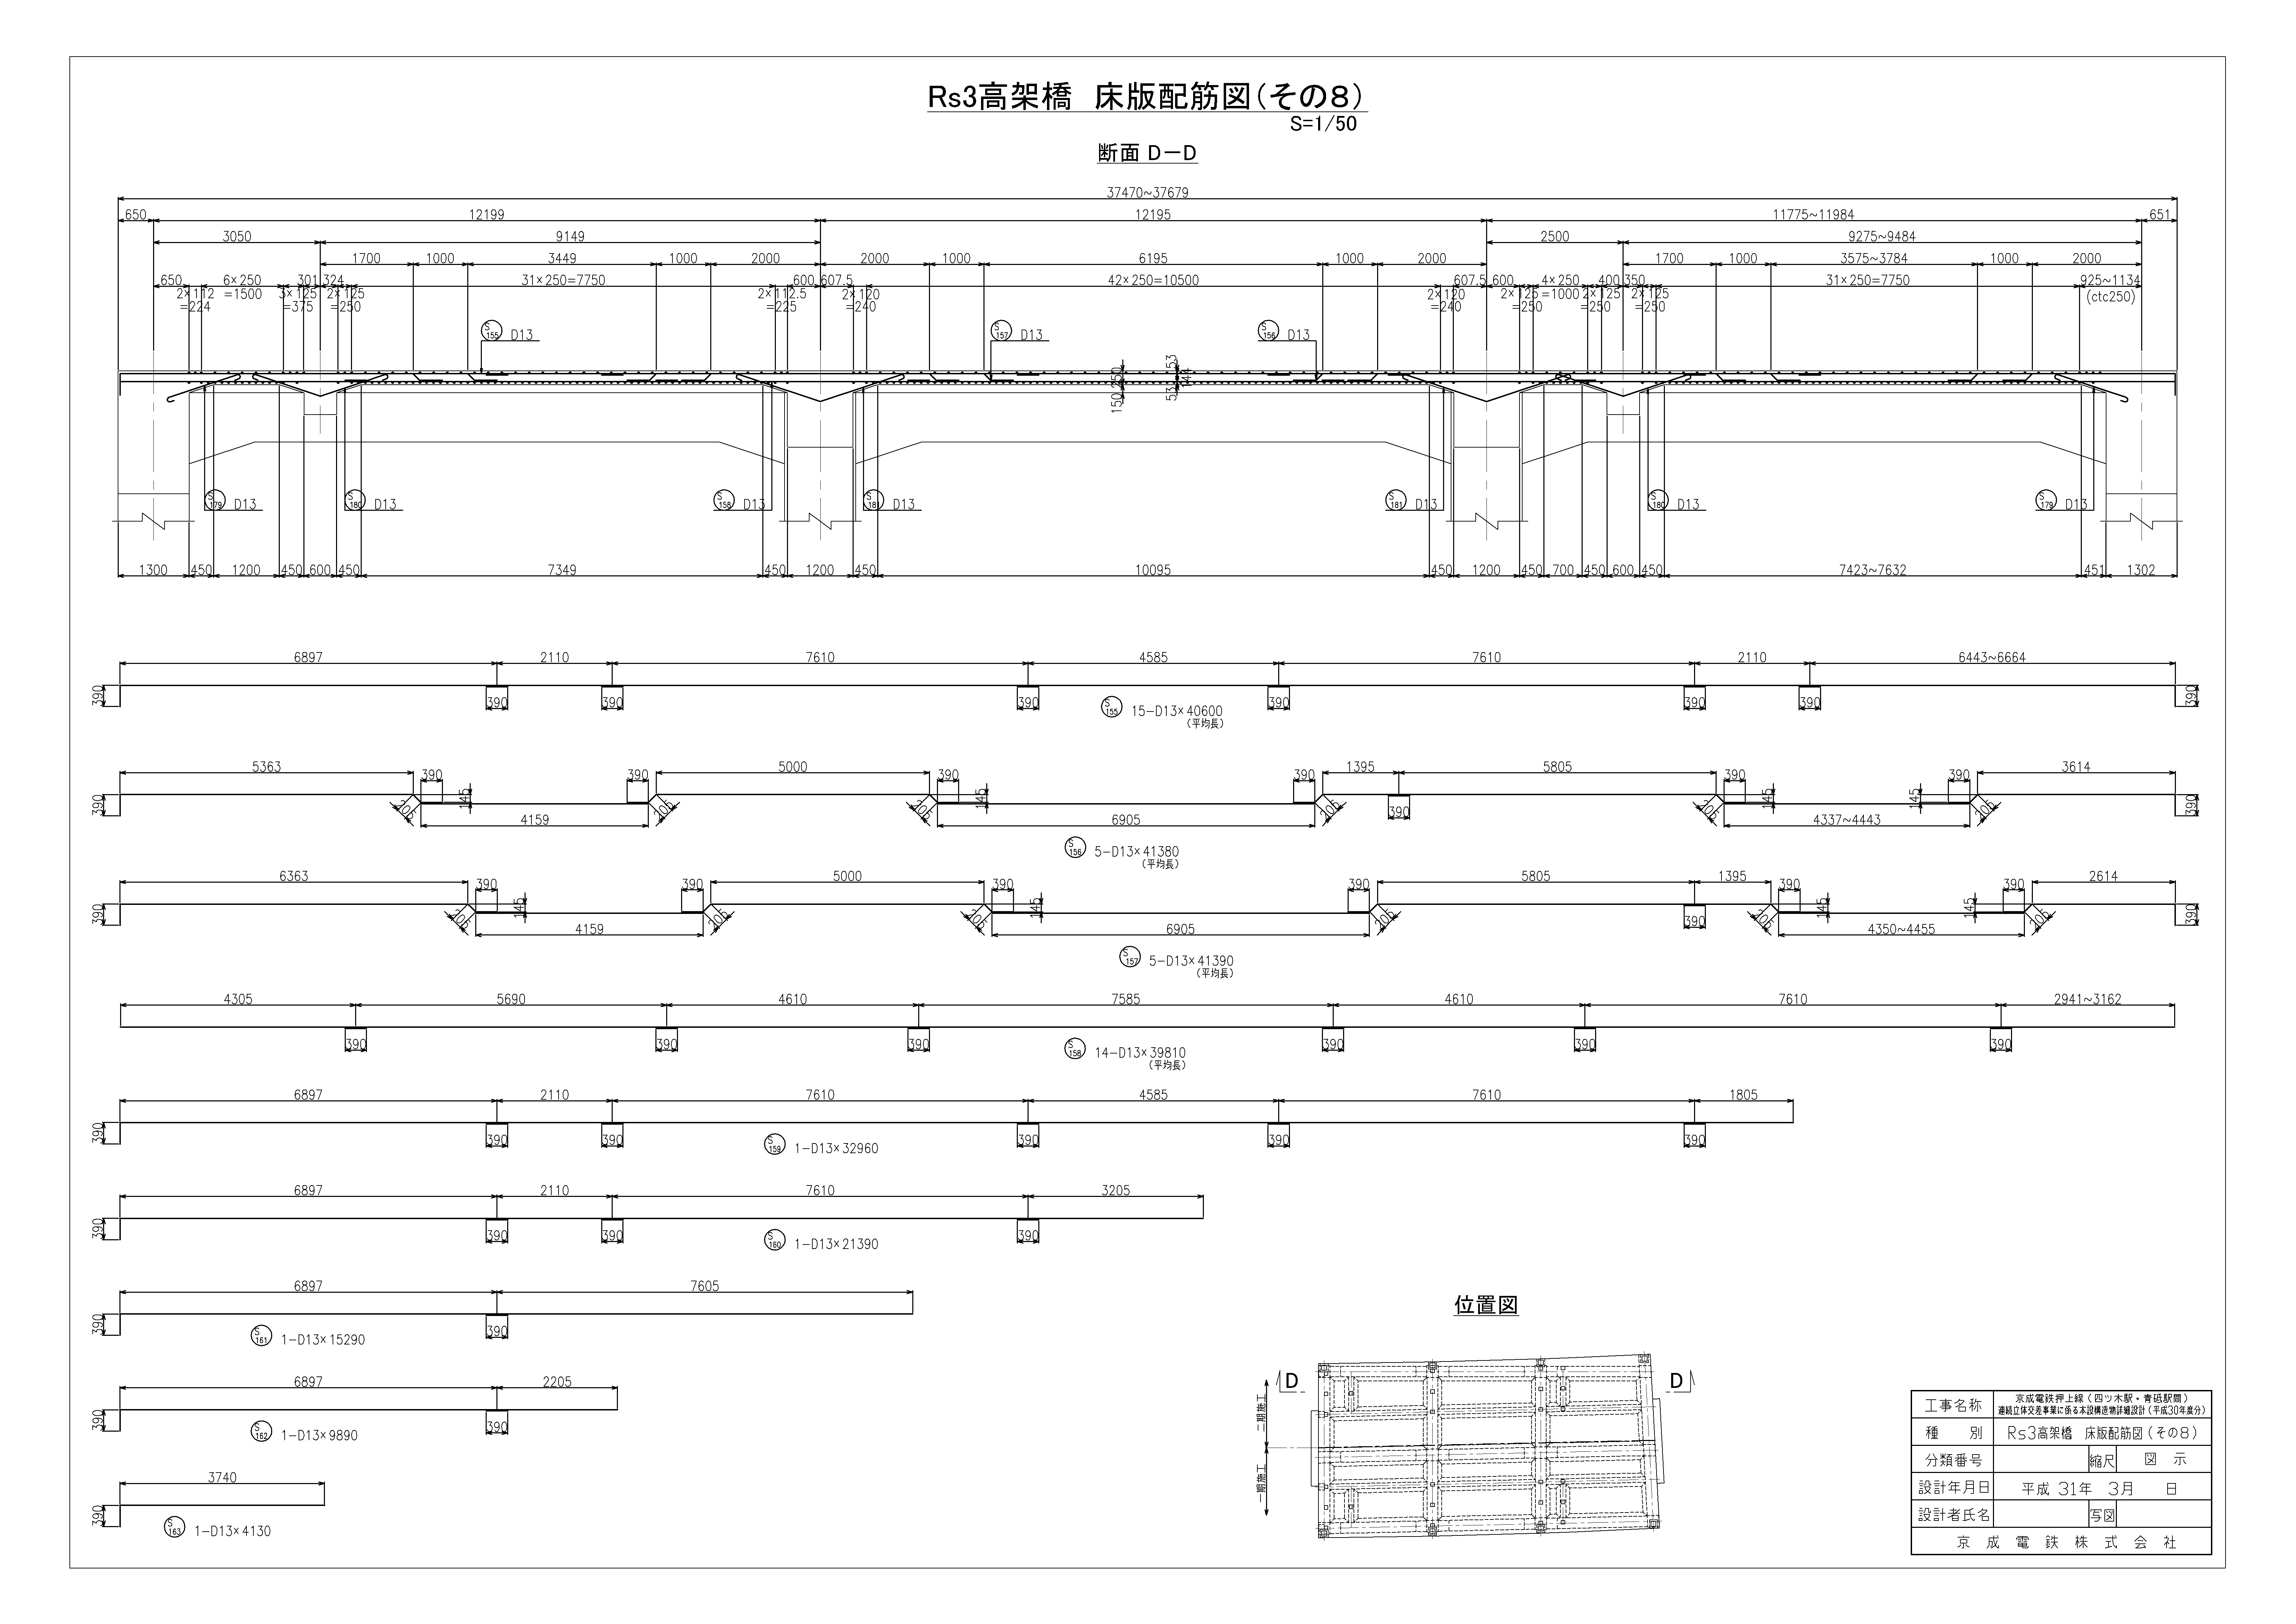 Rs3高架橋　床版配筋図(その8)
S=1/50
断面 D－D
37470~37679
650 12199 12195 11775~11984 651
3050 9149 2500 9275~9484
1700 1000 3449 1000 2000 2000 1000 6195 1000 2000 1700 1000 3575~3784 1000 2000
650 6×250 301 324 31×250=7750 600 607.5 42×250=10500 607.5 600 4×250 400 350 31×250=7750 925~1134
2×112 =1500 3×125 2×125 2×112.5 2×120 2×120 2×125 =1000 2×125 2×125 (ctc250)
=224 =375 =250 =225 =240 =240 =250 =250 =250
S155 D13 S157 D13 S156 D13
150 250 53 144 53
S179 D13 S180 D13 S158 D13 S181 D13 S181 D13 S180 D13 S179 D13
1300 450 1200 450 600 450 7349 450 1200 450 10095 450 1200 450 700 450 600 450 7423~7632 451 1302
6897 2110 7610 4585 7610 2110 6443~6664
390 390 390 390 390 390 390 390
S155 15-D13×40600
(平均長)
5363 390 390 5000 390 390 1395 5805 390 390 3614
390 205 145 205 205 145 205 390 205 145 145 205 390
4159 6905 4337~4443
S156 5-D13×41380
(平均長)
6363 390 390 5000 390 390 5805 1395 390 390 2614
390 205 145 205 205 145 205 390 205 145 145 205 390
4159 6905 4350~4455
S157 5-D13×41390
(平均長)
4305 5690 4610 7585 4610 7610 2941~3162
390 390 390 390 390 390
S158 14-D13×39810
(平均長)
6897 2110 7610 4585 7610 1805
390 390 390 390 390 390
S159 1-D13×32960
6897 2110 7610 3205
390 390 390 390
S160 1-D13×21390
6897 7605
390 390
S161 1-D13×15290
6897 2205
390 390
S162 1-D13×9890
3740
390
S163 1-D13×4130
位置図
D D
二期施工
一期施工
工事名称 京成電鉄押上線(四ツ木駅・青砥駅間)
連続立体交差事業に係る本設構造物詳細設計(平成30年度分)
種　別 Rs3高架橋　床版配筋図(その8)
分類番号 縮尺 図　示
設計年月日 平成 31年　3月　　日
設計者氏名 写図
京 成 電 鉄 株 式 会 社